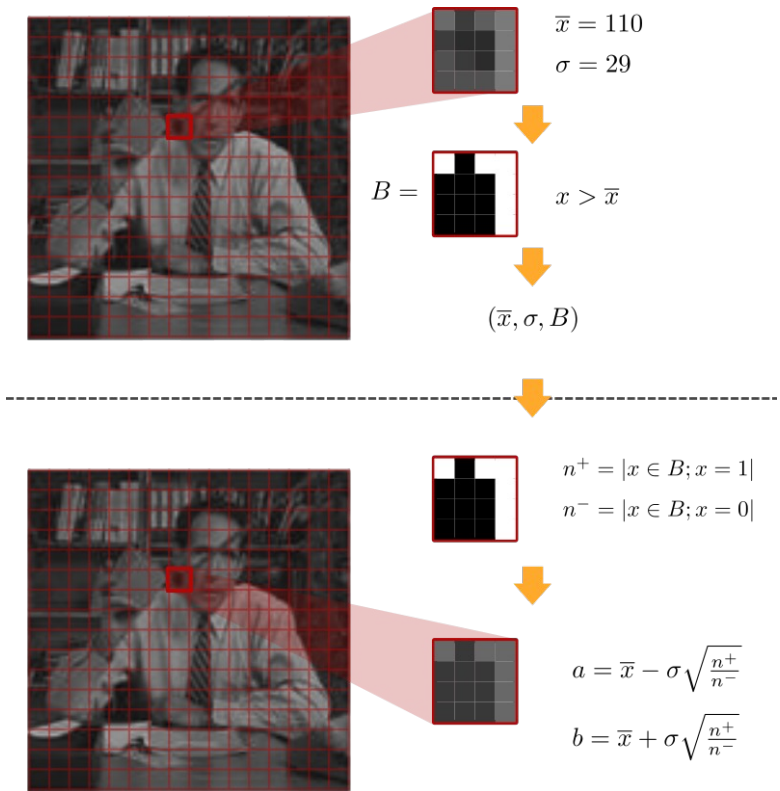 x̅ = 110
σ = 29
B =
x > x̅
(x̅, σ, B)
n⁺ = |x ∈ B; x = 1|
n⁻ = |x ∈ B; x = 0|
a = x̅ − σ√(n⁺/n⁻)
b = x̅ + σ√(n⁺/n⁻)